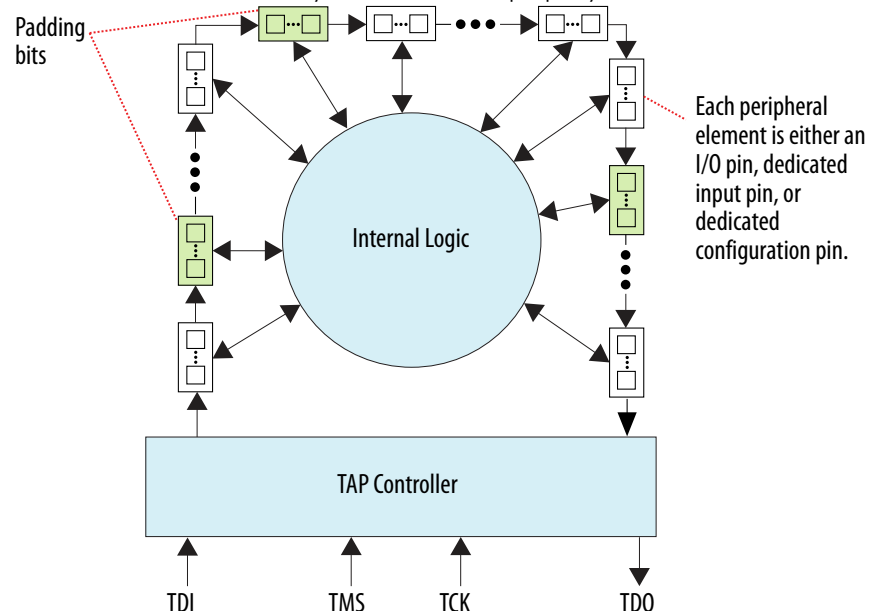 Padding
bits
Each peripheral
element is either an
I/O pin, dedicated
input pin, or
dedicated
configuration pin.
Internal Logic
TAP Controller
TDI
TMS
TCK
TDO